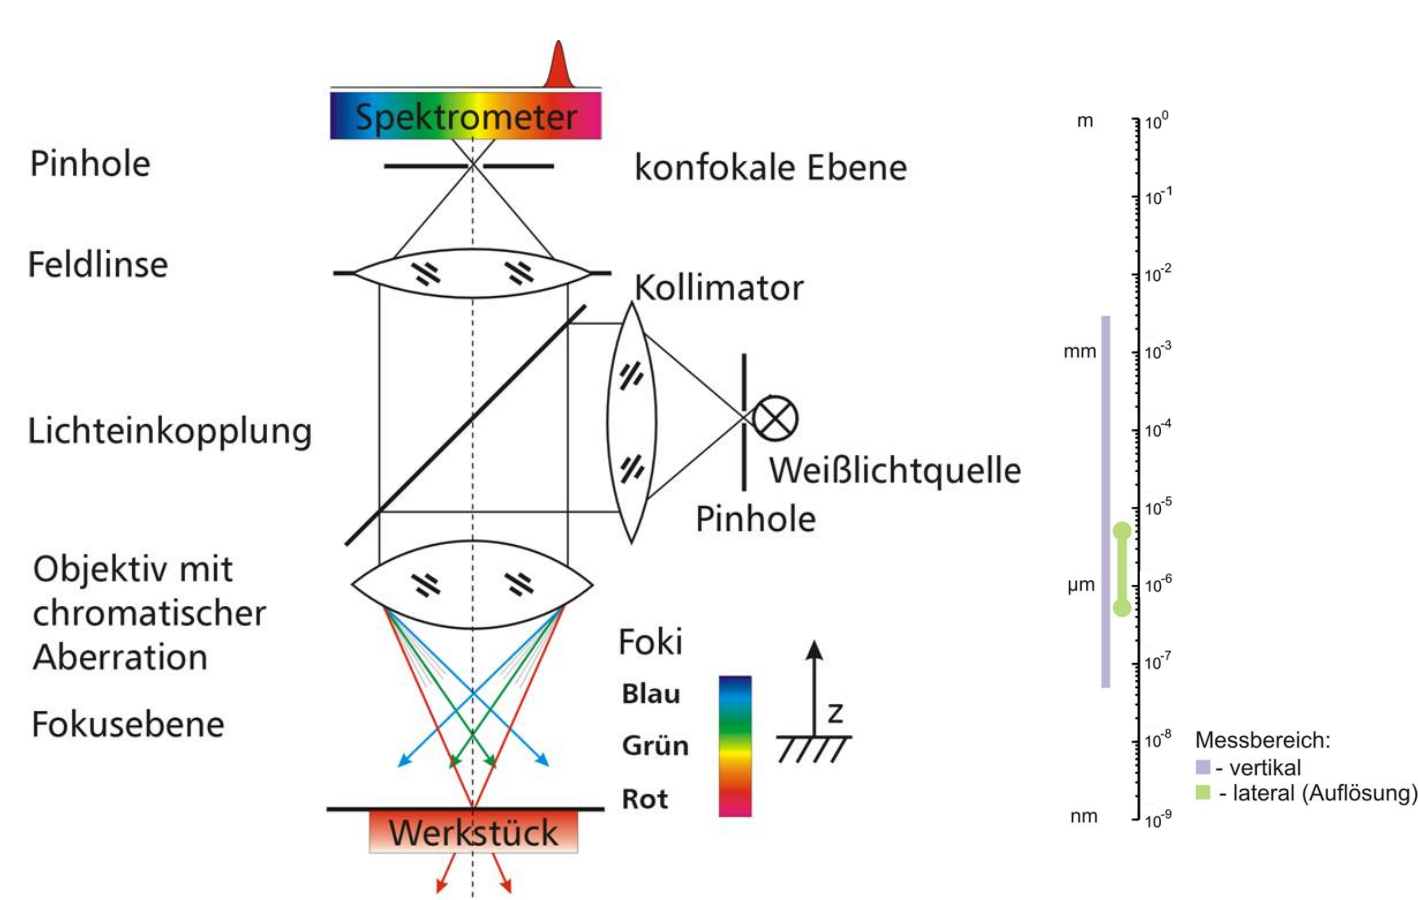 Spektrometer
Pinhole
konfokale Ebene
Feldlinse
Kollimator
Lichteinkopplung
Weißlichtquelle
Pinhole
Objektiv mit
chromatischer
Aberration
Fokusebene
Foki
Blau
Grün
Rot
z
Werkstück
m
10⁰
10⁻¹
10⁻²
mm
10⁻³
10⁻⁴
10⁻⁵
µm
10⁻⁶
10⁻⁷
10⁻⁸
nm
10⁻⁹
Messbereich:
- vertikal
- lateral (Auflösung)